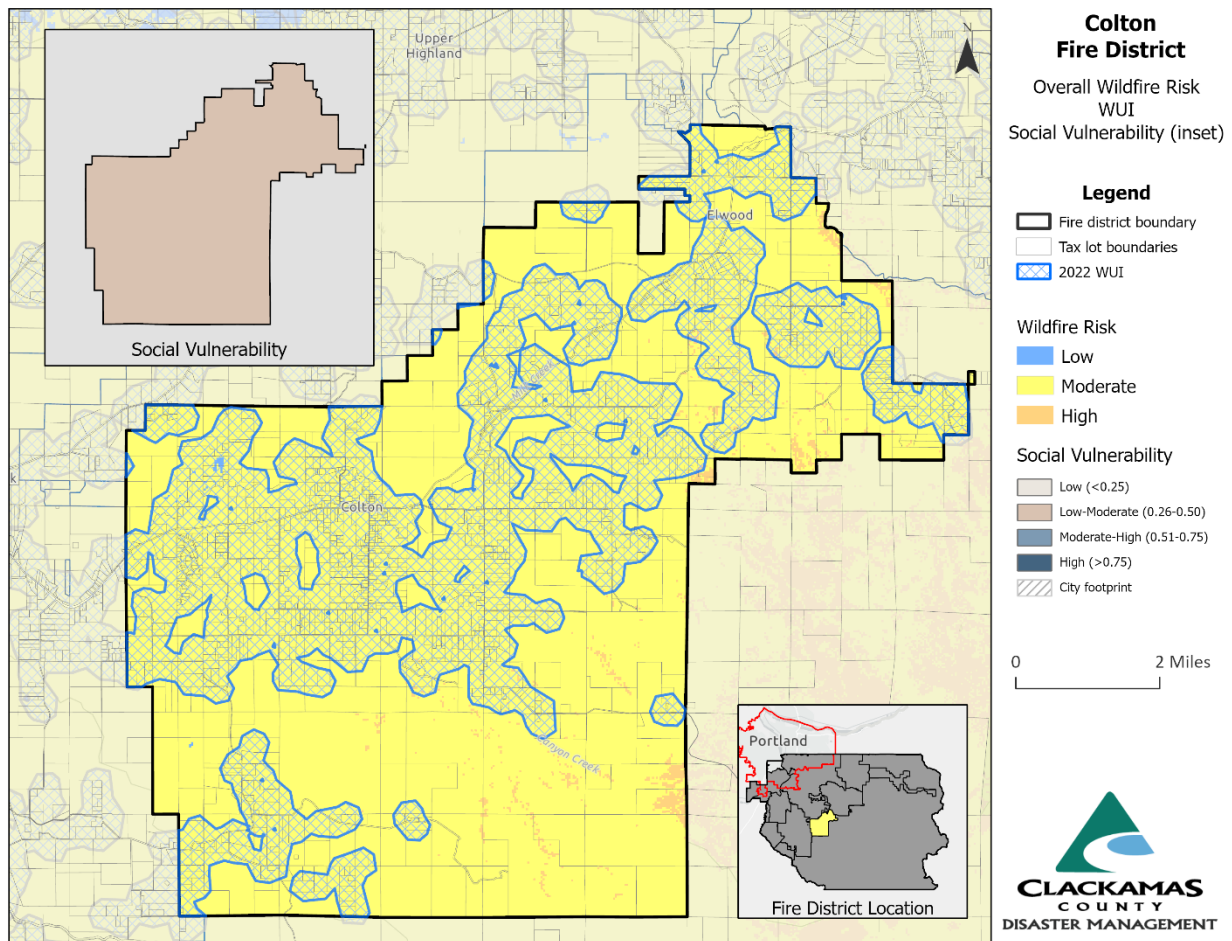 Colton
Fire District
Overall Wildfire Risk
WUI
Social Vulnerability (inset)
Legend
Fire district boundary
Tax lot boundaries
2022 WUI
Wildfire Risk
Low
Moderate
High
Social Vulnerability
Low (<0.25)
Low-Moderate (0.26-0.50)
Moderate-High (0.51-0.75)
High (>0.75)
City footprint
0 2 Miles
CLACKAMAS
COUNTY
DISASTER MANAGEMENT
Upper
Highland
N
Social Vulnerability
Elwood
Colton
Canyon Creek
Portland
Fire District Location